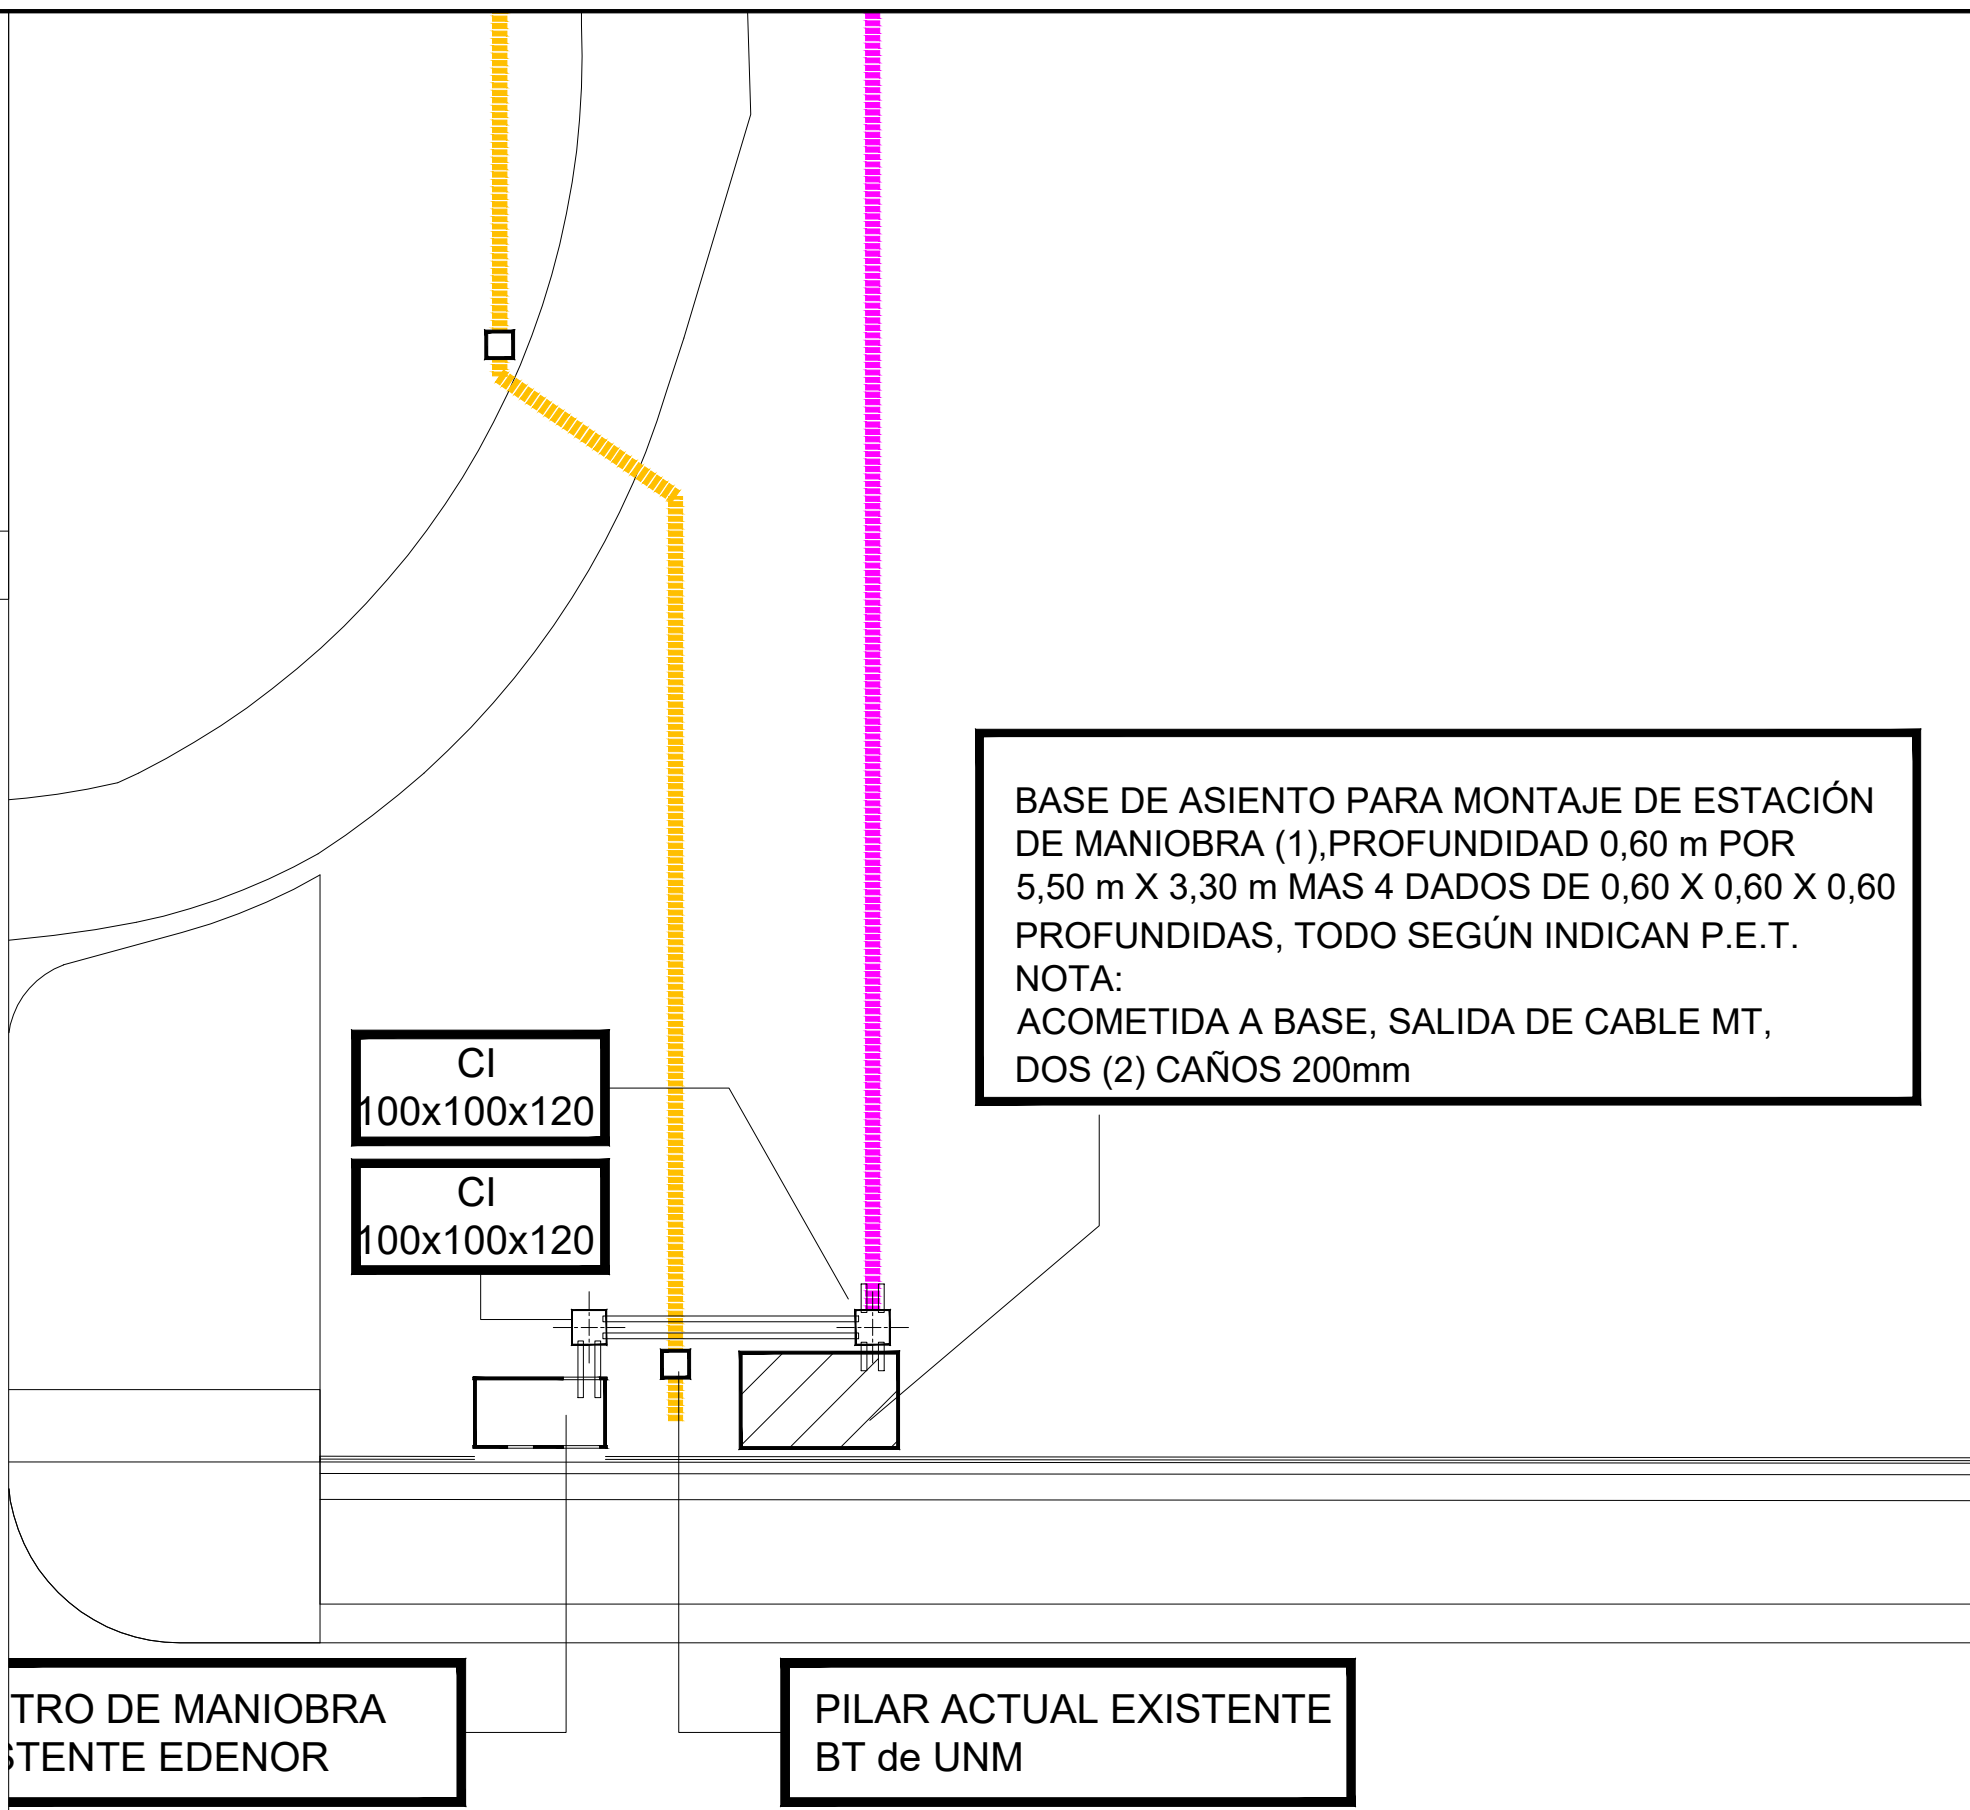 BASE DE ASIENTO PARA MONTAJE DE ESTACIÓN
DE MANIOBRA (1),PROFUNDIDAD 0,60 m POR
5,50 m X 3,30 m MAS 4 DADOS DE 0,60 X 0,60 X 0,60
PROFUNDIDAS, TODO SEGÚN INDICAN P.E.T.
NOTA:
ACOMETIDA A BASE, SALIDA DE CABLE MT,
DOS (2) CAÑOS 200mm
CI
100x100x120
CI
100x100x120
TRO DE MANIOBRA
STENTE EDENOR
PILAR ACTUAL EXISTENTE
BT de UNM